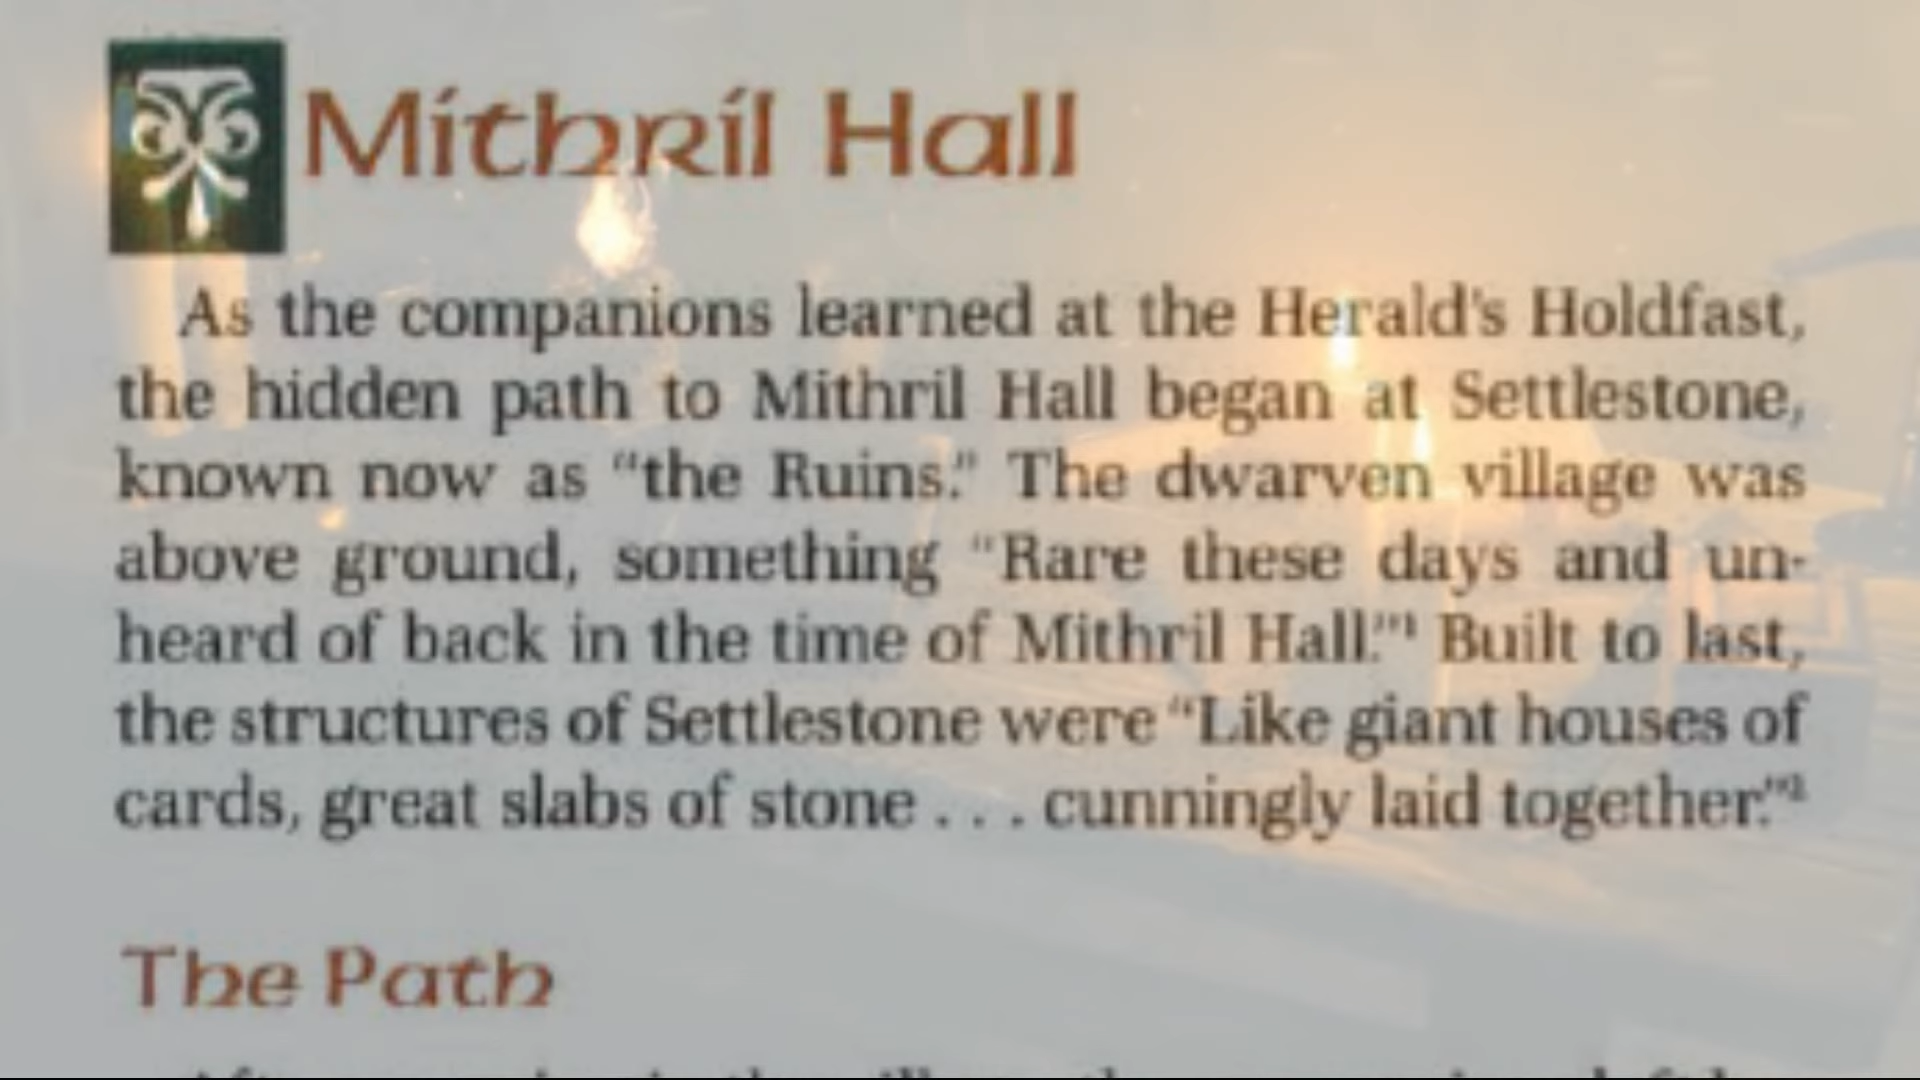 Mithril Hall
As the companions learned at the Herald's Holdfast,
the hidden path to Mithril Hall began at Settlestone,
known now as “the Ruins.” The dwarven village was
above ground, something “Rare these days and un-
heard of back in the time of Mithril Hall.”¹ Built to last,
the structures of Settlestone were “Like giant houses of
cards, great slabs of stone . . . cunningly laid together.”²
The Path